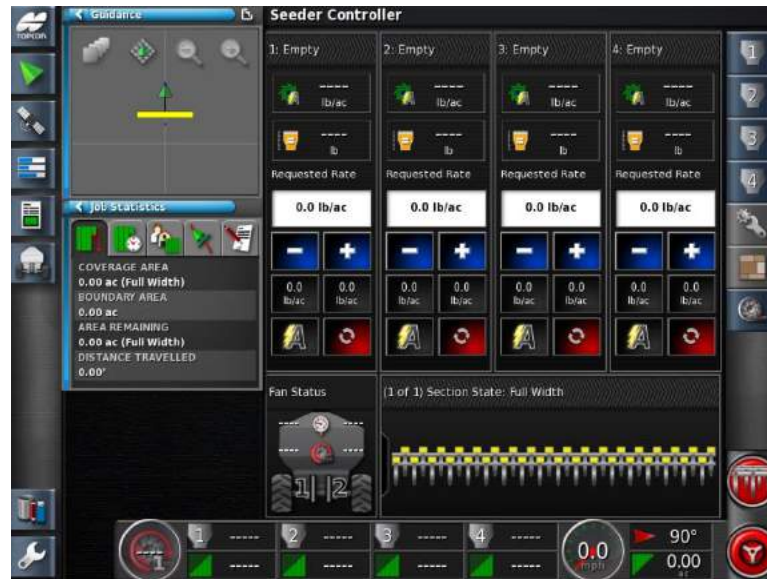 TOPCON
Guidance
Seeder Controller
1: Empty
2: Empty
3: Empty
4: Empty
----
lb/ac
----
lb/ac
----
lb/ac
----
lb/ac
----
lb
----
lb
----
lb
----
lb
Requested Rate
Requested Rate
Requested Rate
Requested Rate
0.0 lb/ac
0.0 lb/ac
0.0 lb/ac
0.0 lb/ac
0.0
lb/ac
0.0
lb/ac
0.0
lb/ac
0.0
lb/ac
0.0
lb/ac
0.0
lb/ac
0.0
lb/ac
0.0
lb/ac
A
A
A
A
Job Statistics
COVERAGE AREA
0.00 ac (Full Width)
BOUNDARY AREA
0.00 ac
AREA REMAINING
0.00 ac (Full Width)
DISTANCE TRAVELLED
0.00'
Fan Status
----
----
----
----
1 2
(1 of 1) Section State: Full Width
1
2
3
4
----
1
1 -----
2 -----
3 -----
4 -----
-----
-----
-----
-----
0.0
mph
90°
0.00
ac